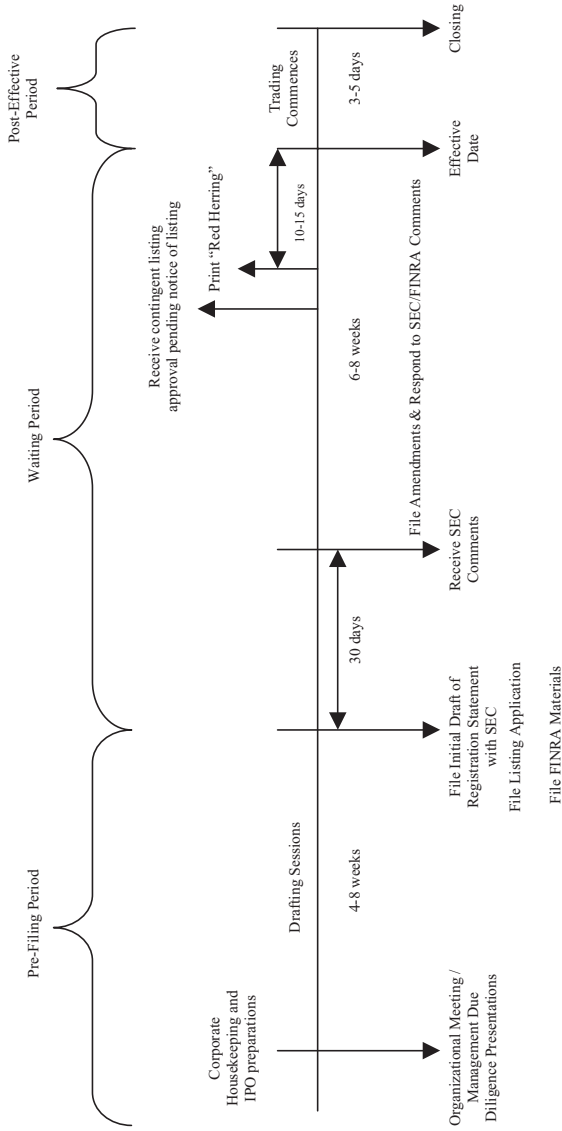 Pre-Filing Period
Waiting Period
Post-Effective
Period
Corporate
Housekeeping and
IPO preparations
Receive contingent listing
approval pending notice of listing
Print “Red Herring”
10-15 days
Trading
Commences
Drafting Sessions
4-8 weeks
30 days
6-8 weeks
3-5 days
File Amendments & Respond to SEC/FINRA Comments
Organizational Meeting /
Management Due
Diligence Presentations
File Initial Draft of
Registration Statement
with SEC
File Listing Application
File FINRA Materials
Receive SEC
Comments
Effective
Date
Closing